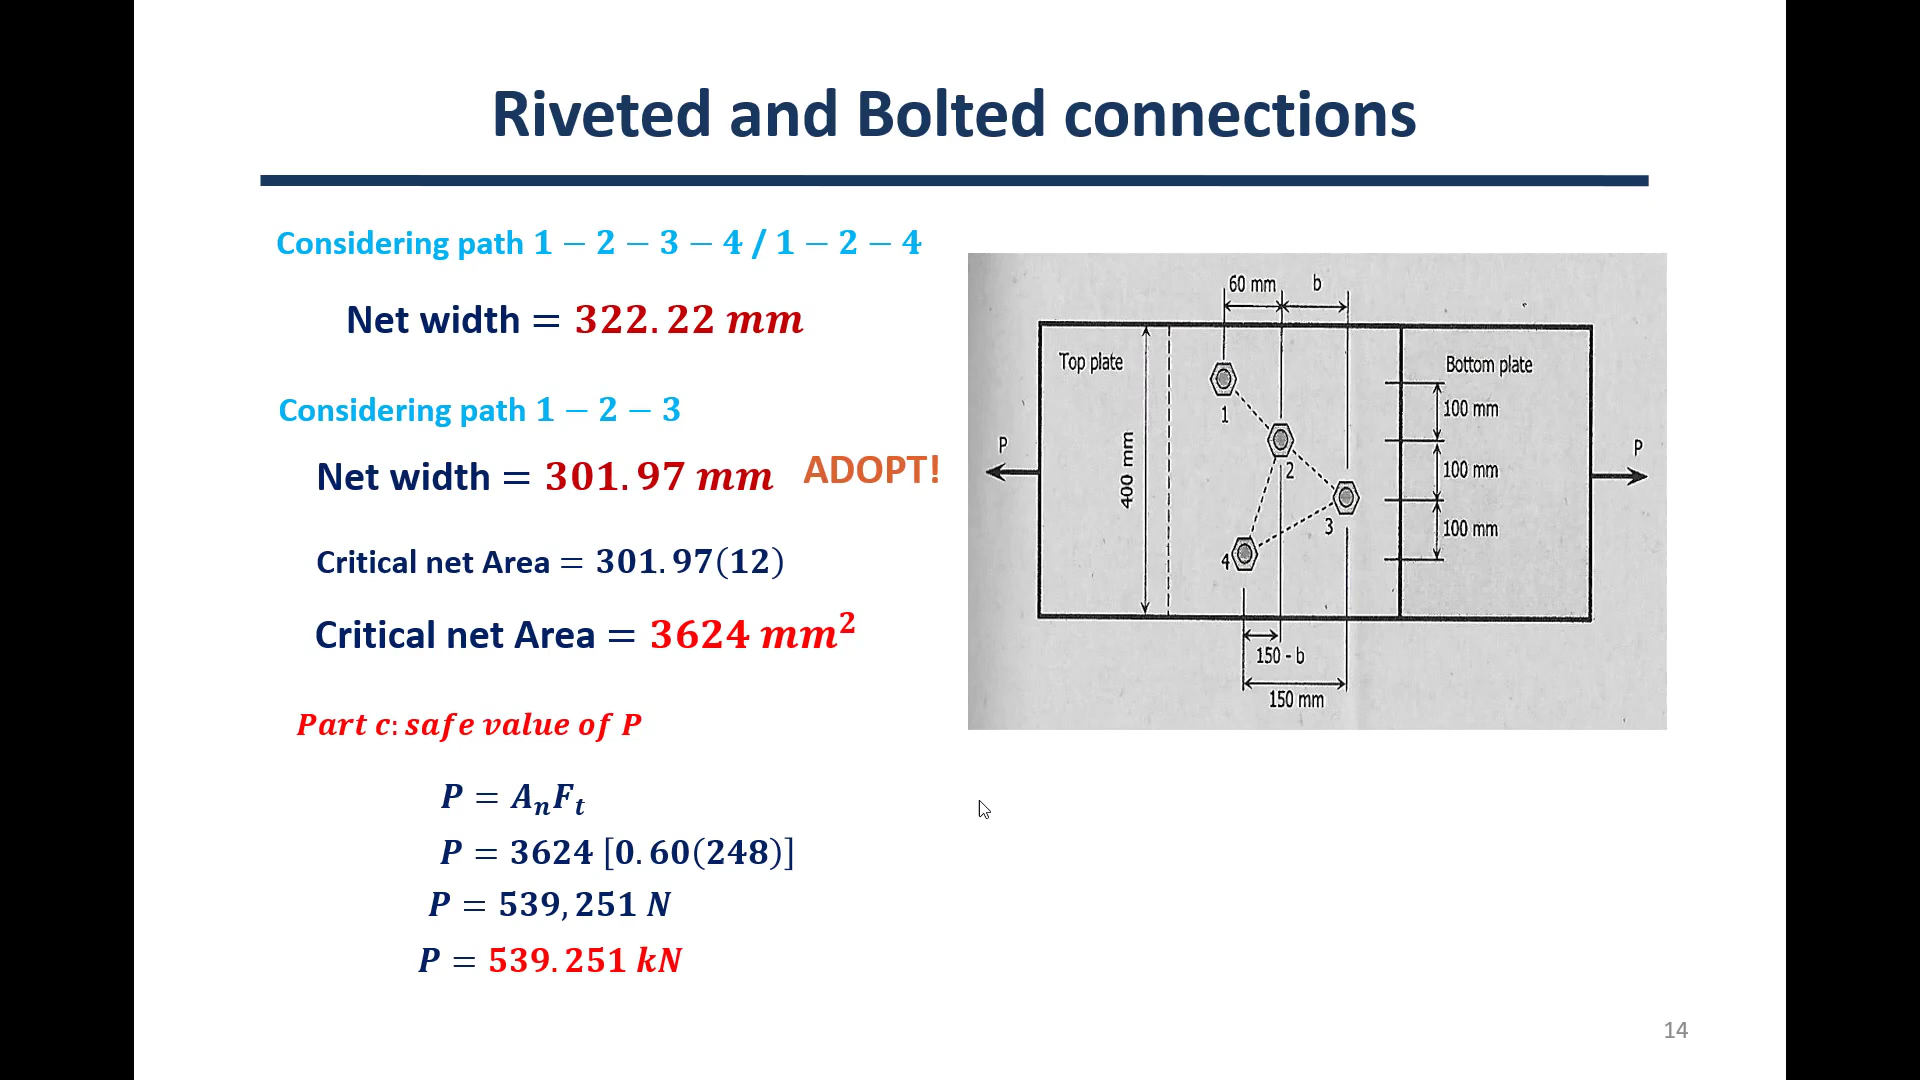 Riveted and Bolted connections
Considering path 1 − 2 − 3 − 4 / 1 − 2 − 4
Net width = 322.22 mm
Considering path 1 − 2 − 3
Net width = 301.97 mm ADOPT!
Critical net Area = 301.97(12)
Critical net Area = 3624 mm²
Part c: safe value of P
P = AₙFₜ
P = 3624 [0.60(248)]
P = 539,251 N
P = 539.251 kN
60 mm b
Top plate
Bottom plate
1
100 mm
P
400 mm
2
100 mm
P
3
100 mm
4
150 - b
150 mm
14